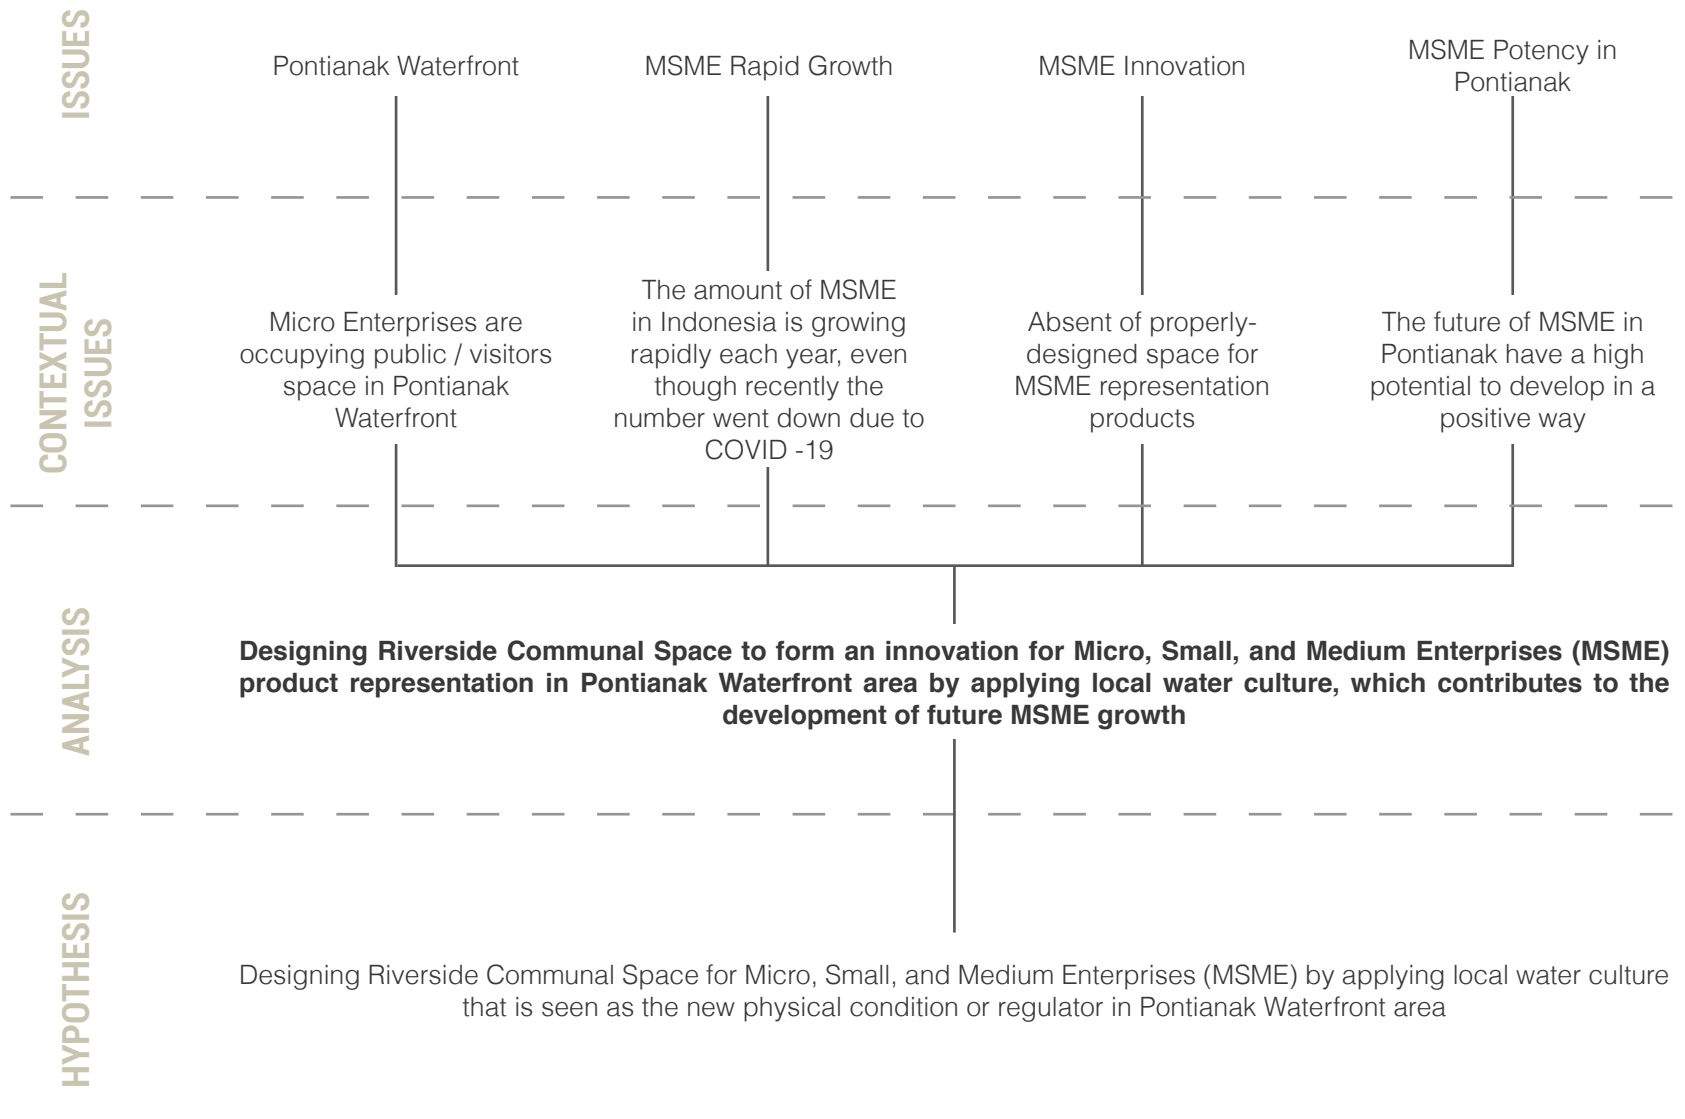 ISSUES
Pontianak Waterfront
MSME Rapid Growth
MSME Innovation
MSME Potency in
Pontianak
CONTEXTUAL
ISSUES
Micro Enterprises are
occupying public / visitors
space in Pontianak
Waterfront
The amount of MSME
in Indonesia is growing
rapidly each year, even
though recently the
number went down due to
COVID -19
Absent of properly-
designed space for
MSME representation
products
The future of MSME in
Pontianak have a high
potential to develop in a
positive way
ANALYSIS
Designing Riverside Communal Space to form an innovation for Micro, Small, and Medium Enterprises (MSME)
product representation in Pontianak Waterfront area by applying local water culture, which contributes to the
development of future MSME growth
HYPOTHESIS
Designing Riverside Communal Space for Micro, Small, and Medium Enterprises (MSME) by applying local water culture
that is seen as the new physical condition or regulator in Pontianak Waterfront area